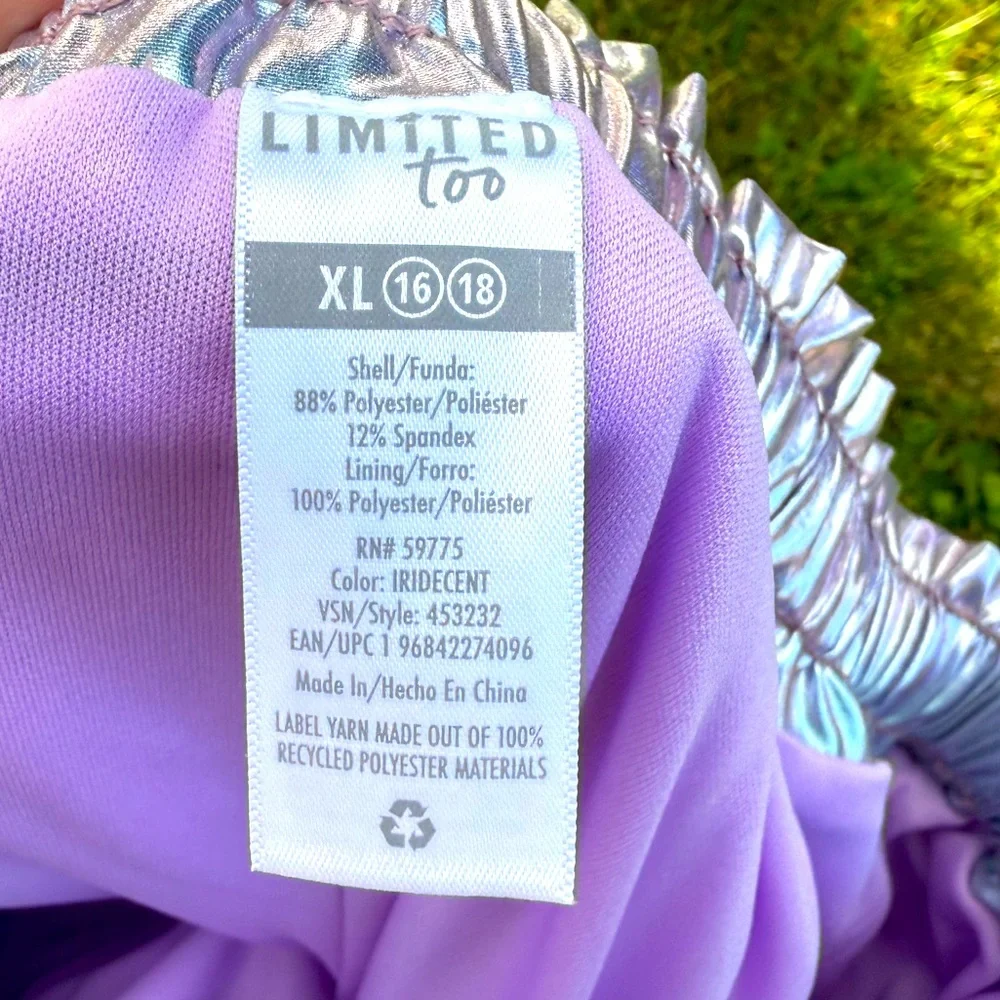 LIMITED
too
XL 16 18
Shell/Funda:
88% Polyester/Poliéster
12% Spandex
Lining/Forro:
100% Polyester/Poliéster
RN# 59775
Color: IRIDECENT
VSN/Style: 453232
EAN/UPC 1 96842274096
Made In/Hecho En China
LABEL YARN MADE OUT OF 100%
RECYCLED POLYESTER MATERIALS